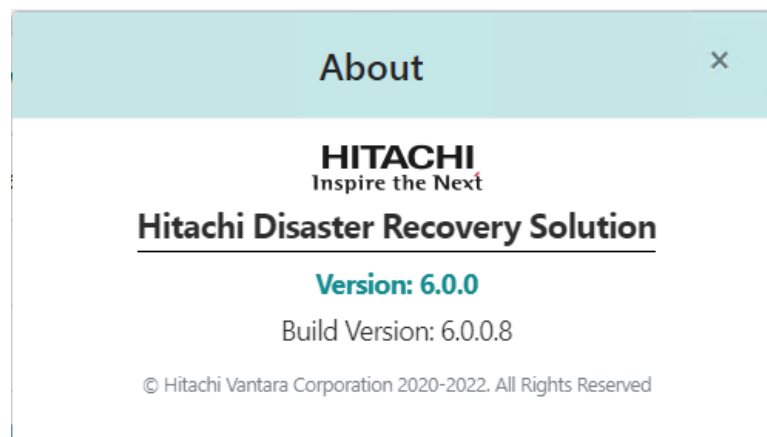 About
×
HITACHI
Inspire the Next
Hitachi Disaster Recovery Solution
Version: 6.0.0
Build Version: 6.0.0.8
© Hitachi Vantara Corporation 2020-2022. All Rights Reserved